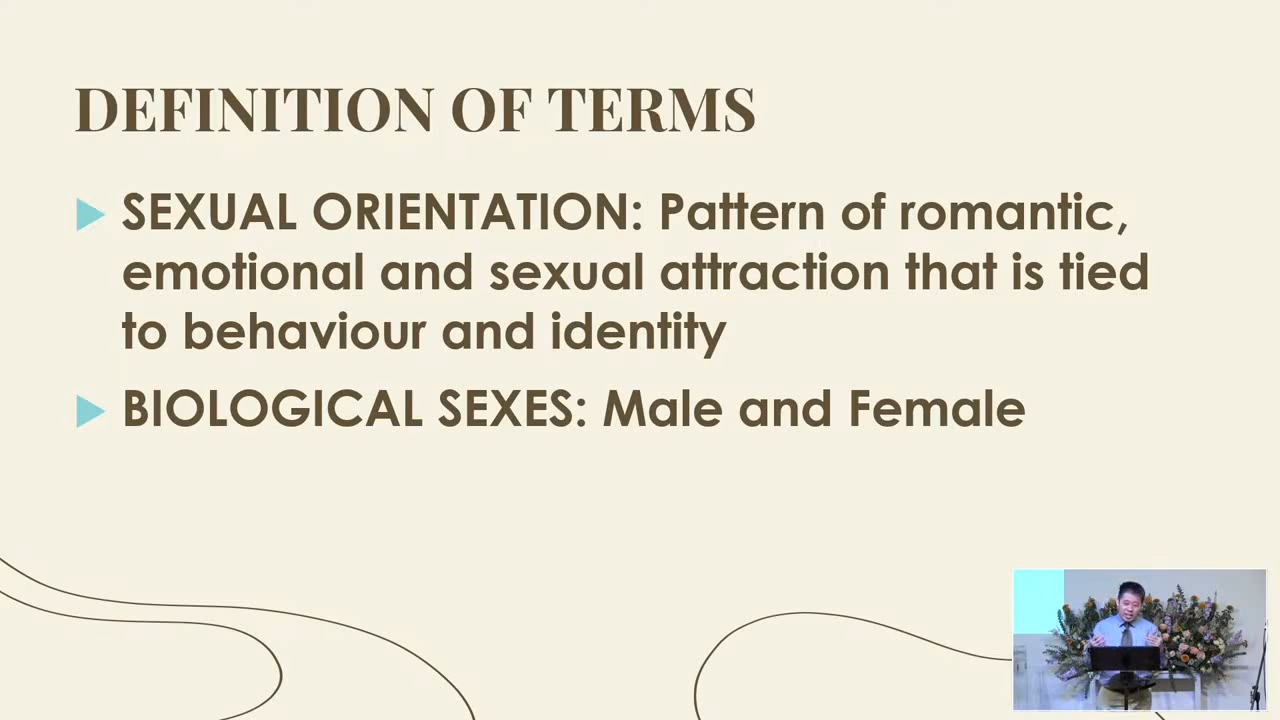 DEFINITION OF TERMS
SEXUAL ORIENTATION: Pattern of romantic,
emotional and sexual attraction that is tied
to behaviour and identity
BIOLOGICAL SEXES: Male and Female